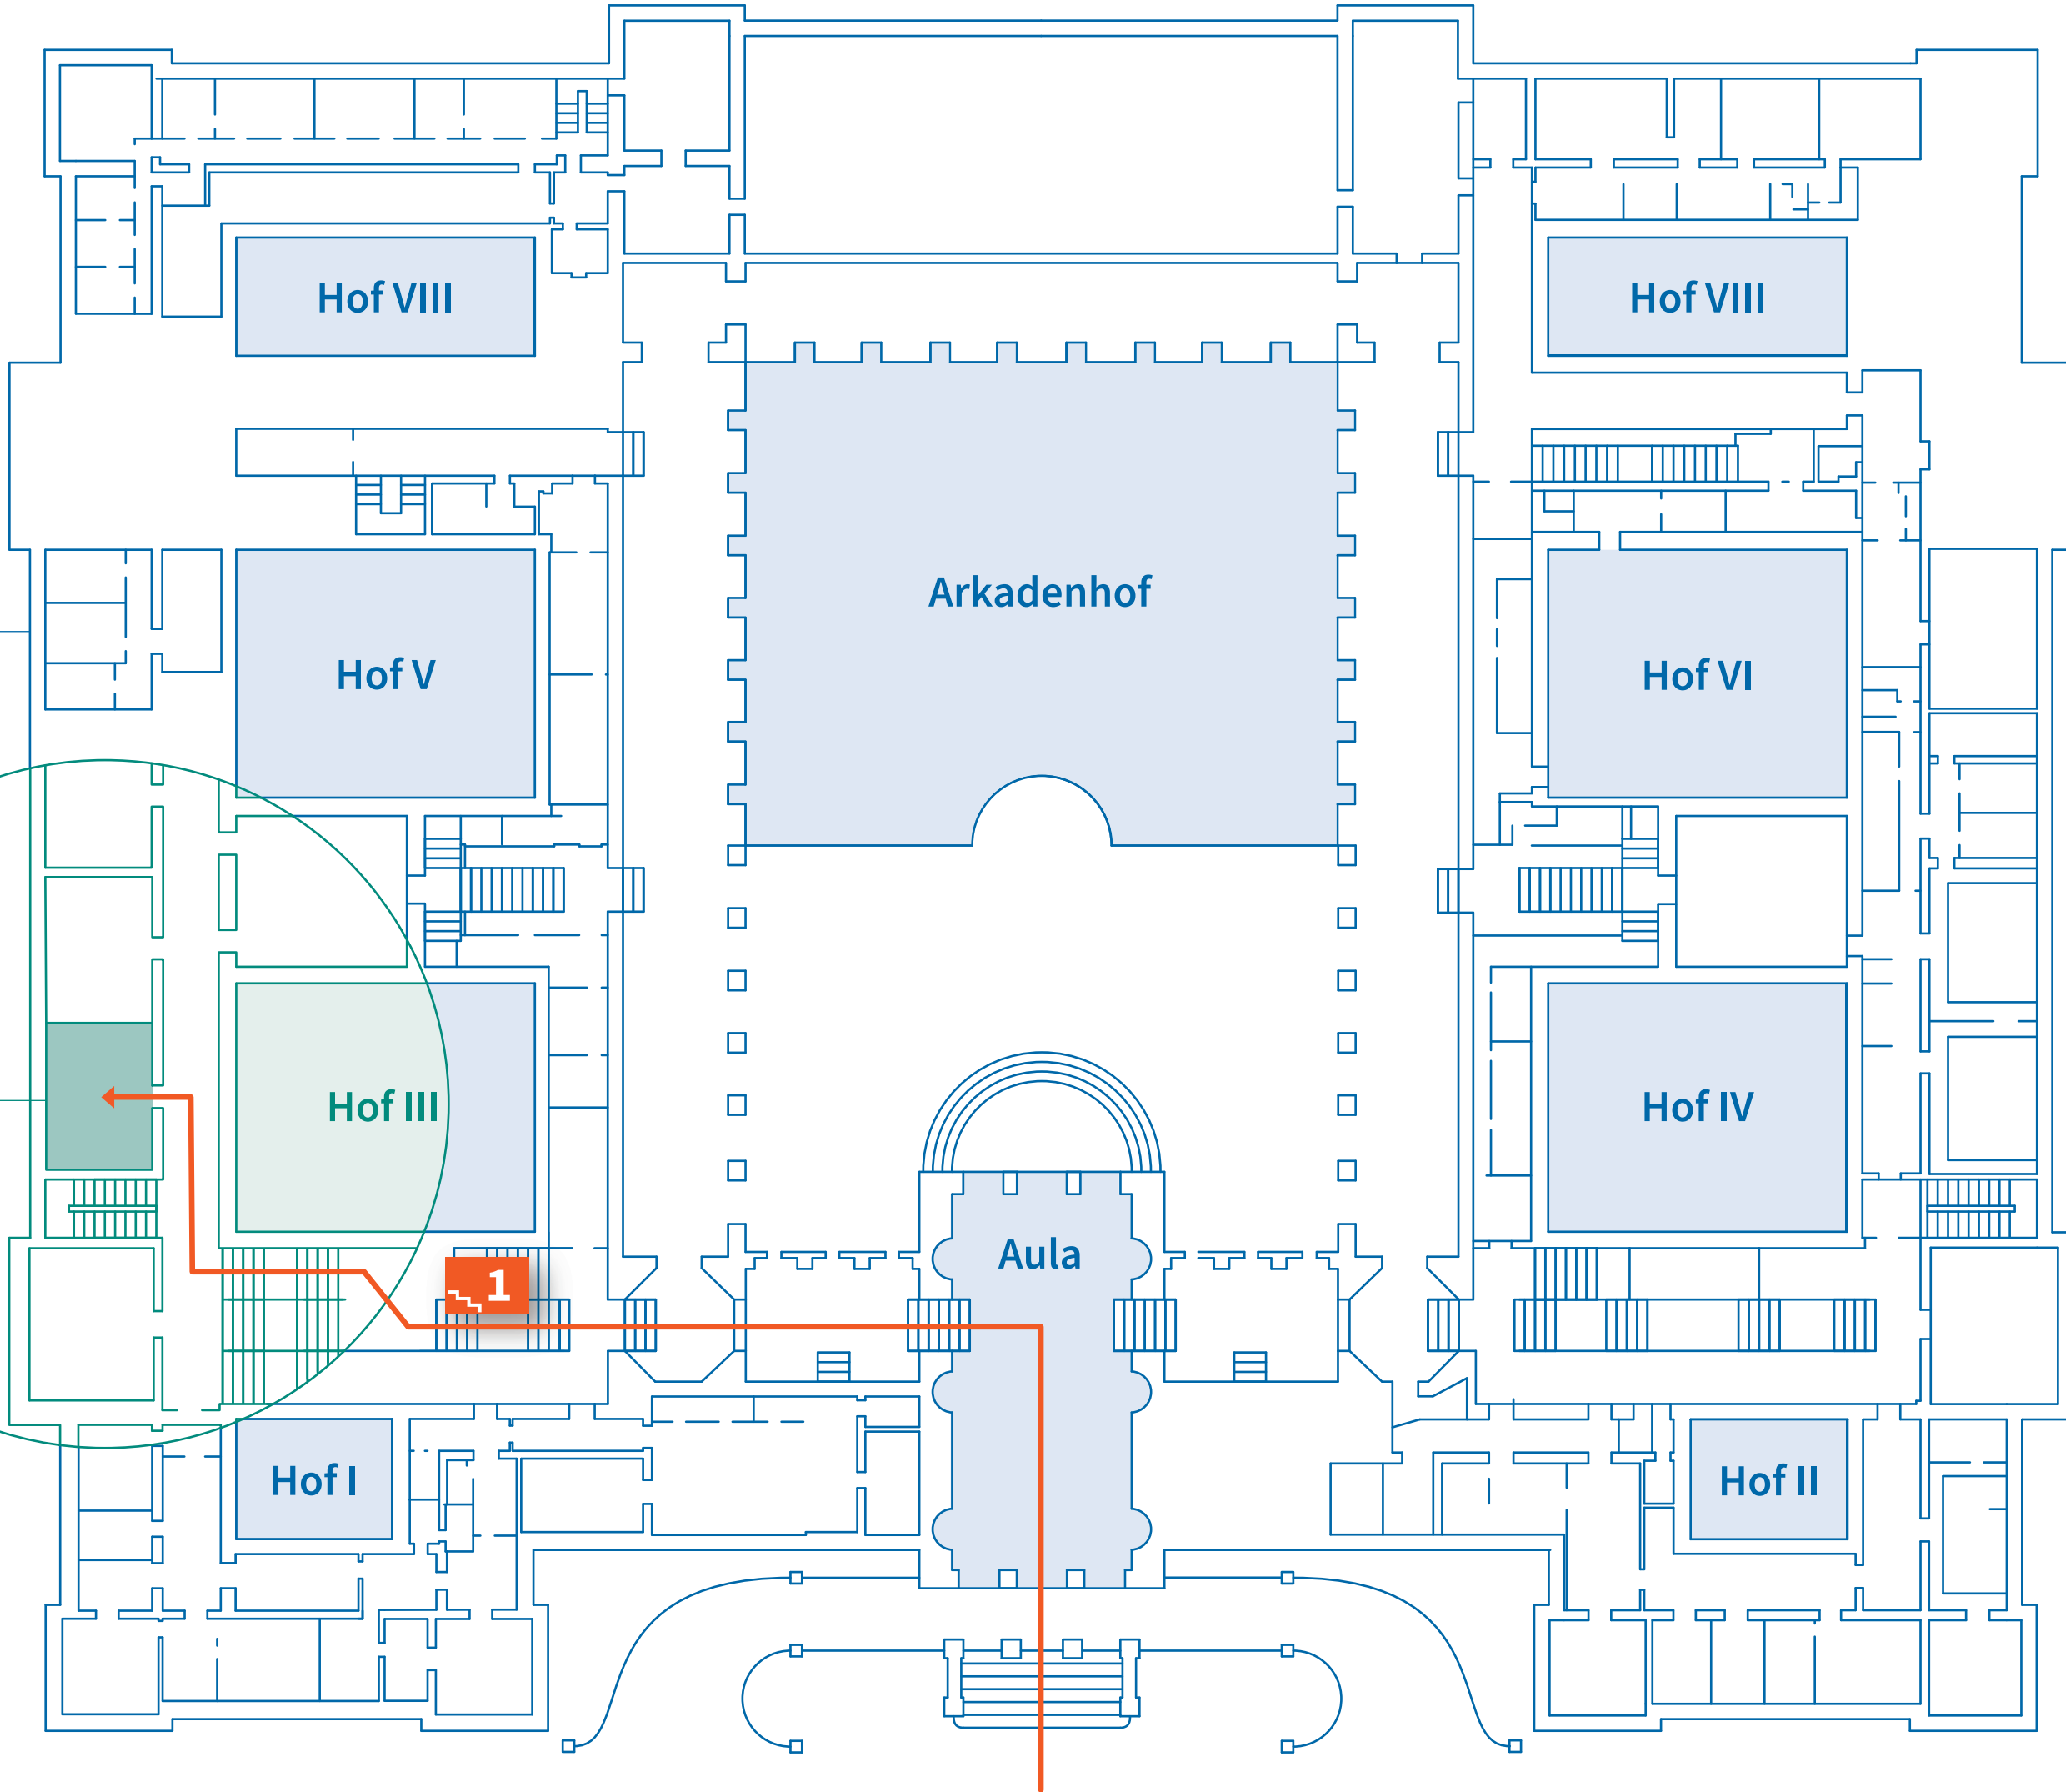 Hof VIII
Hof VIII
Arkadenhof
Hof V
Hof VI
Hof III
Hof IV
Aula
1
Hof I
Hof II